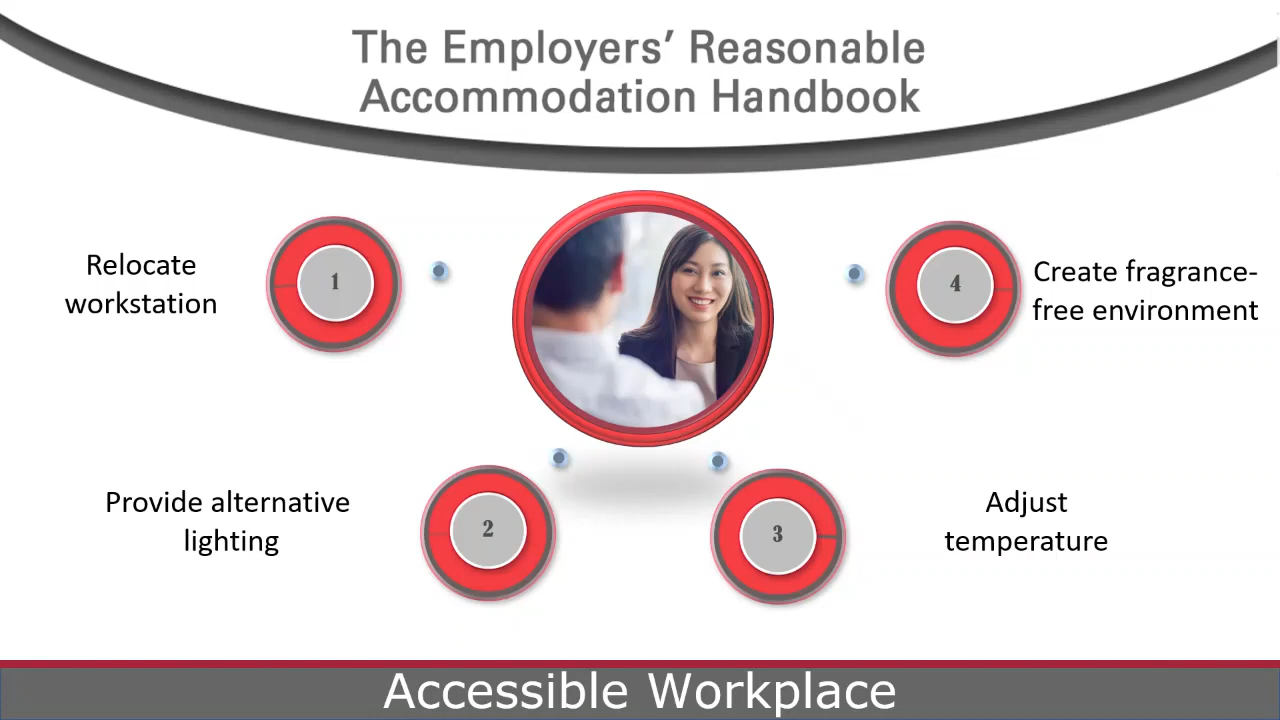 The Employers’ Reasonable
Accommodation Handbook
Relocate
workstation
1
4
Create fragrance-
free environment
Provide alternative
lighting
2
3
Adjust
temperature
Accessible Workplace